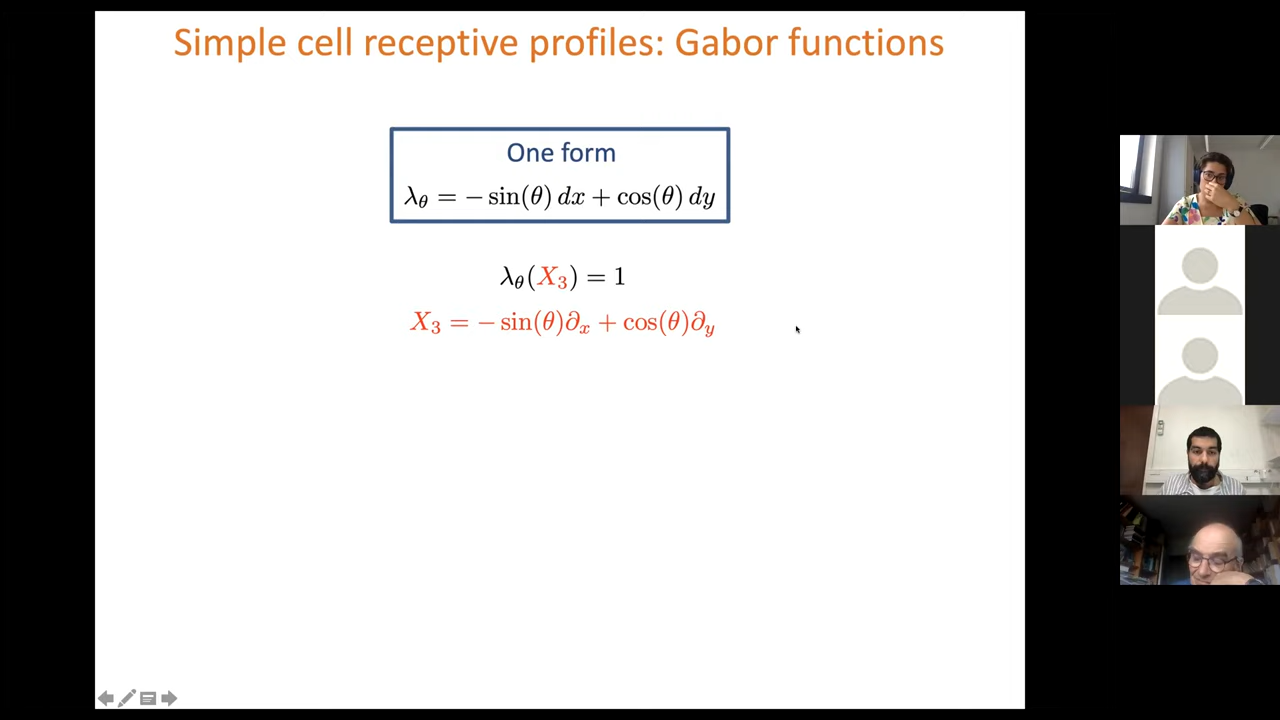 Simple cell receptive profiles: Gabor functions
One form
λ_θ = − sin(θ) dx + cos(θ) dy
λ_θ(X_3) = 1
X_3 = − sin(θ)∂_x + cos(θ)∂_y